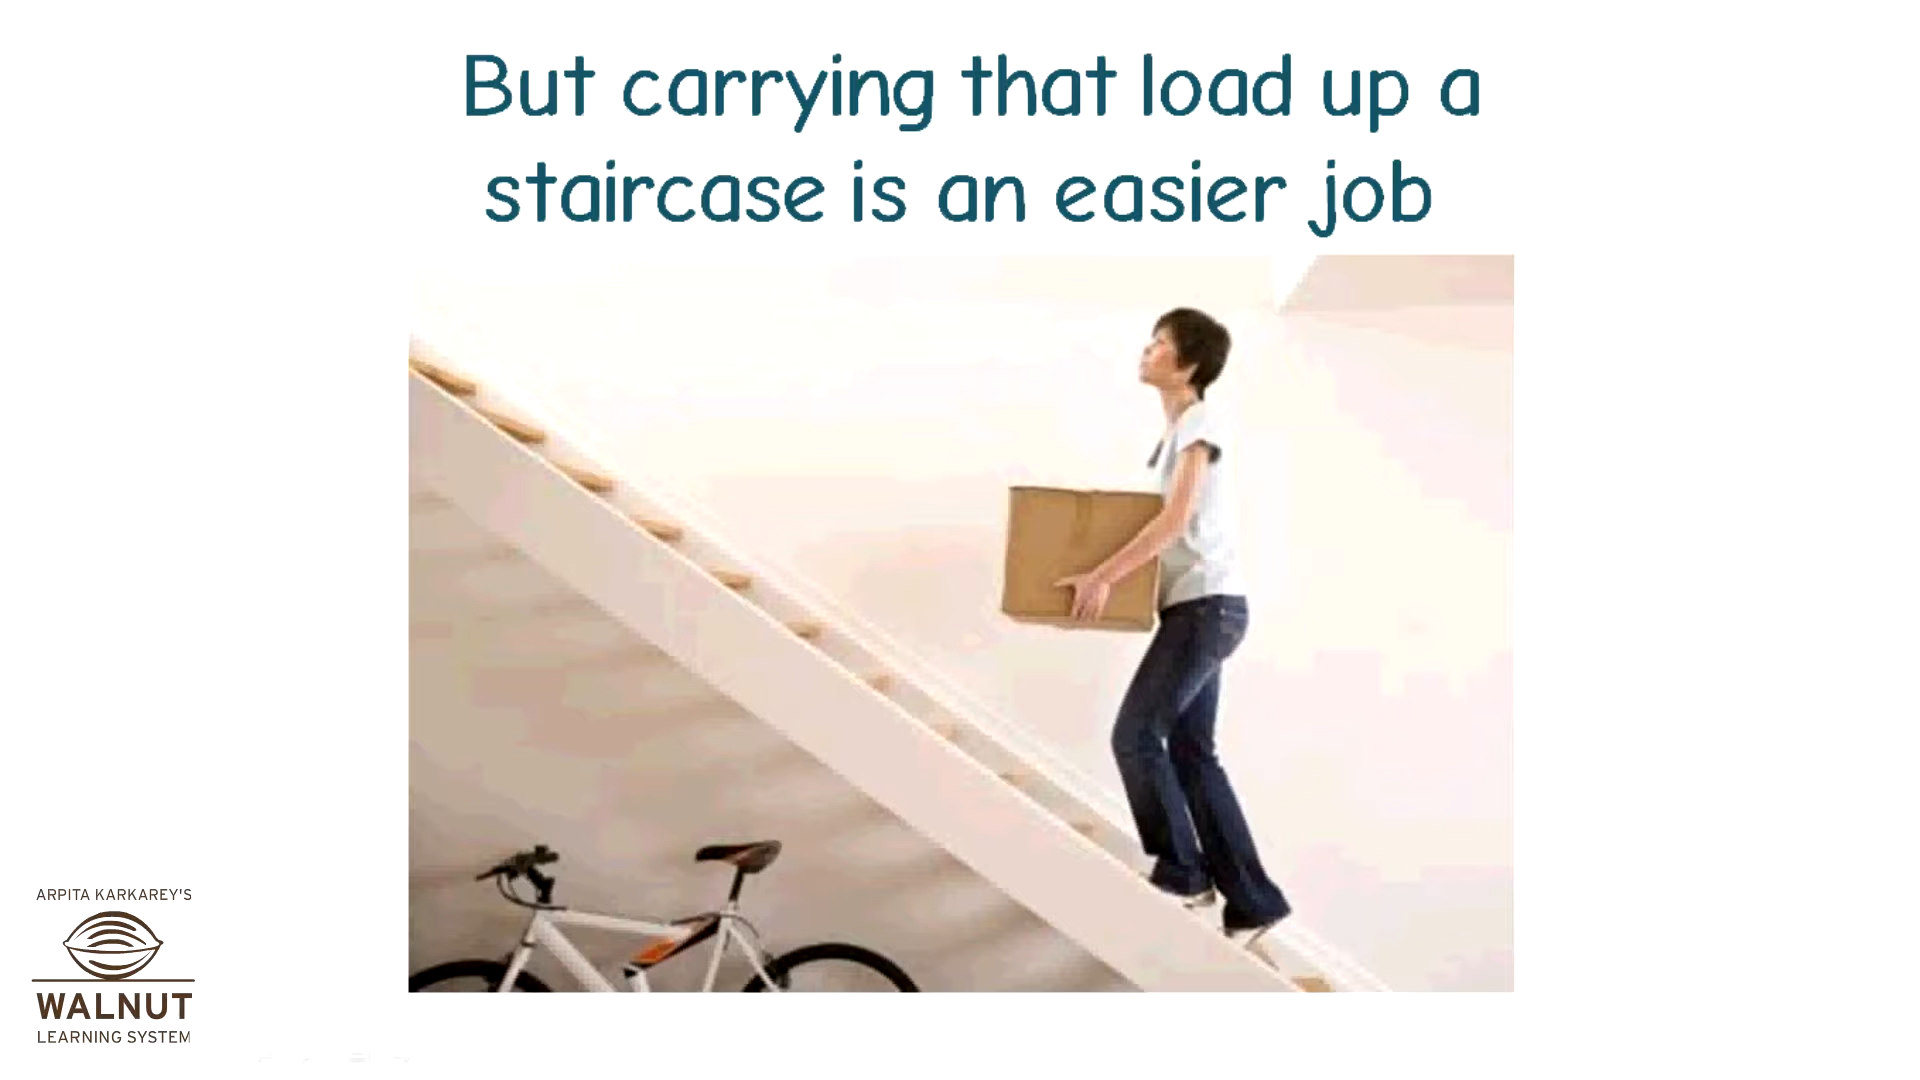 But carrying that load up a
staircase is an easier job
ARPITA KARKAREY'S
WALNUT
LEARNING SYSTEM